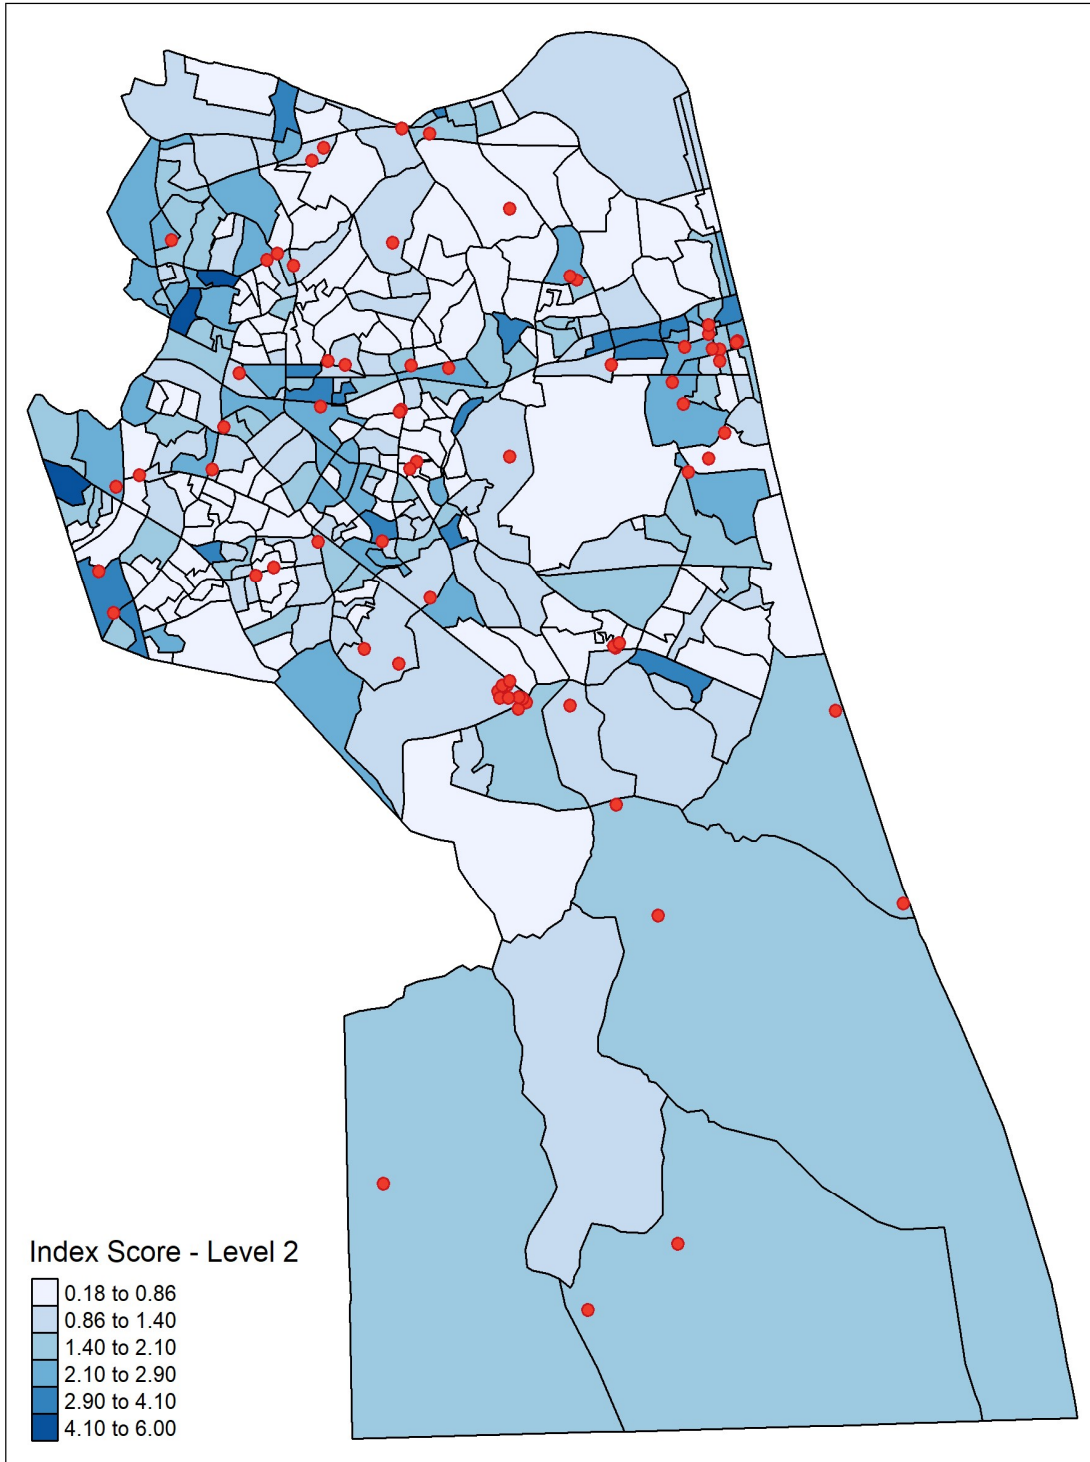 Index Score - Level 2
0.18 to 0.86
0.86 to 1.40
1.40 to 2.10
2.10 to 2.90
2.90 to 4.10
4.10 to 6.00